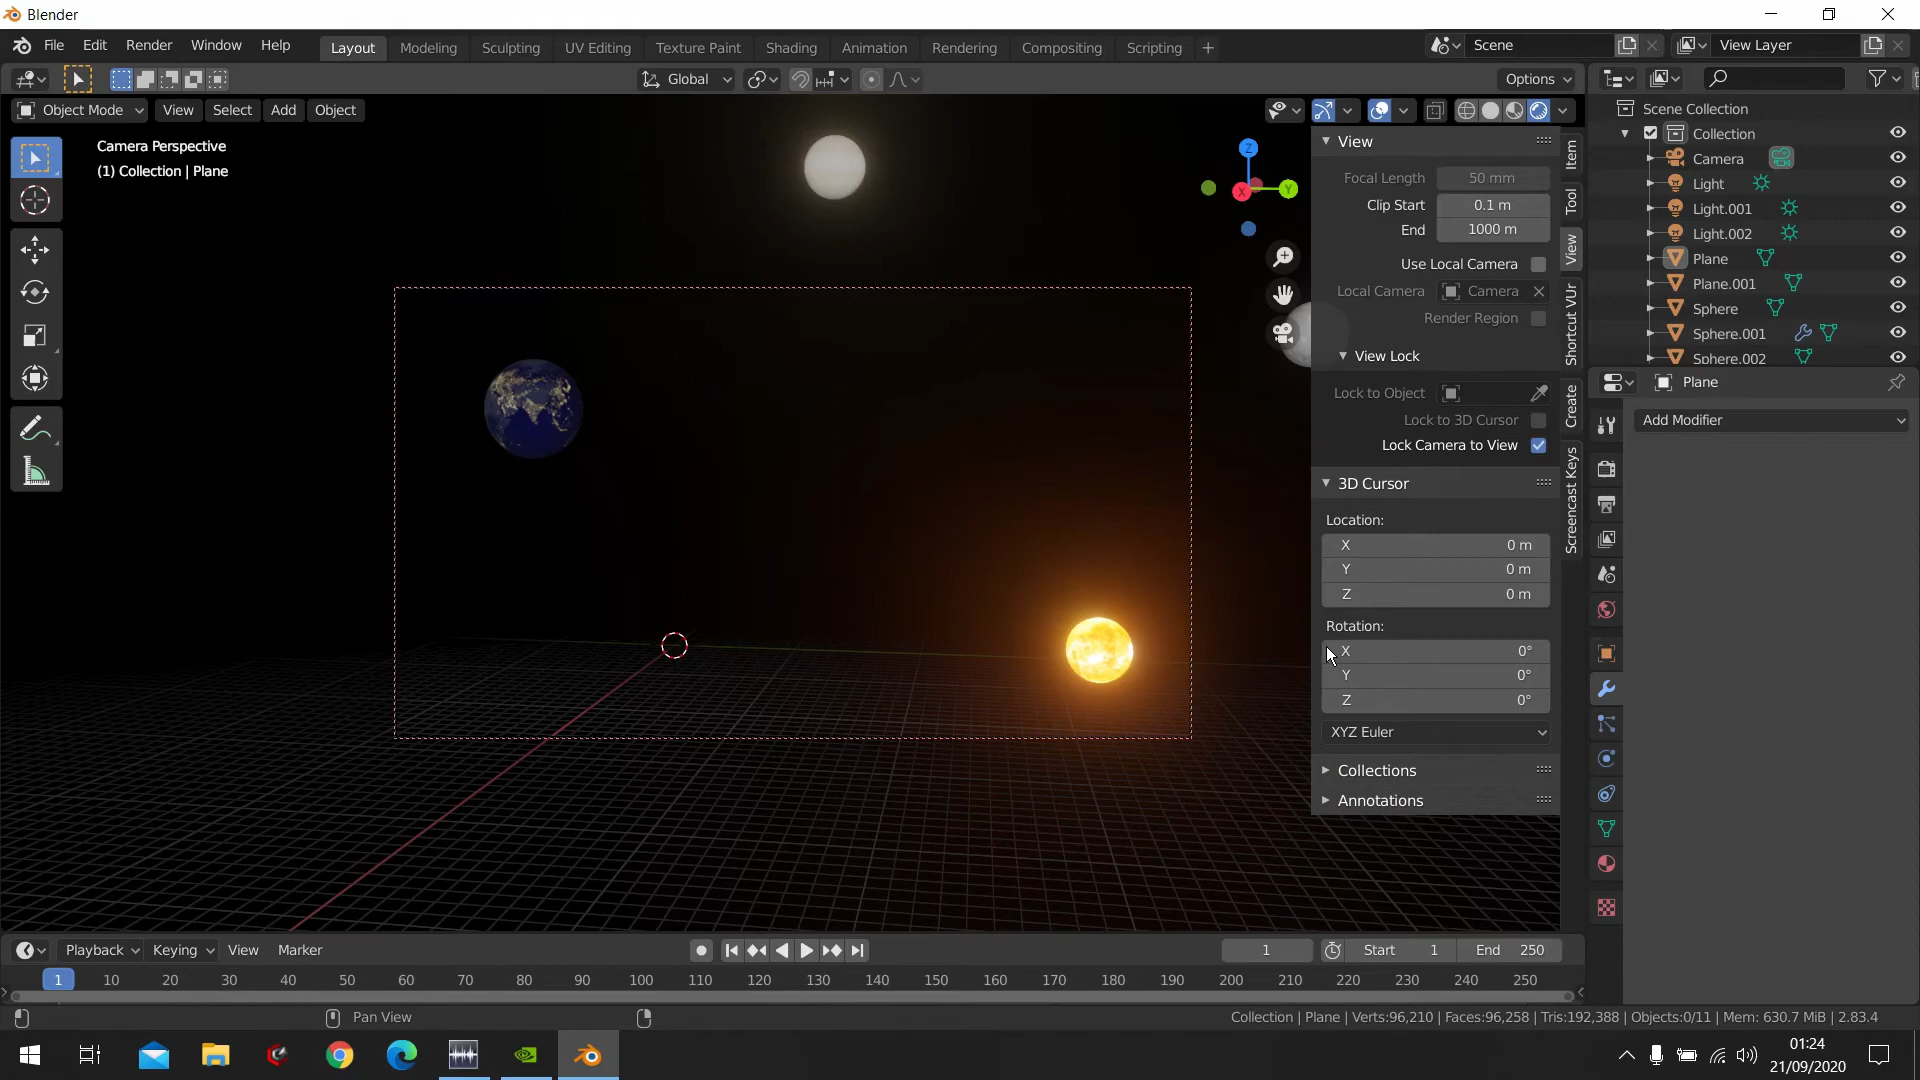 Blender
File Edit Render Window Help Layout Modeling Sculpting UV Editing Texture Paint Shading Animation Rendering Compositing Scripting + Scene View Layer
Global Options
Object Mode View Select Add Object
Camera Perspective
(1) Collection | Plane
Z
Y
X
View
Focal Length 50 mm
Clip Start 0.1 m
End 1000 m
Use Local Camera
Local Camera Camera
Render Region
View Lock
Lock to Object
Lock to 3D Cursor
Lock Camera to View
3D Cursor
Location:
X 0 m
Y 0 m
Z 0 m
Rotation:
X 0°
Y 0°
Z 0°
XYZ Euler
Collections
Annotations
Item
Tool
View
Shortcut VUr
Create
Screencast Keys
Scene Collection
Collection
Camera
Light
Light.001
Light.002
Plane
Plane.001
Sphere
Sphere.001
Sphere.002
Plane
Add Modifier
Playback Keying View Marker 1 Start 1 End 250
1 10 20 30 40 50 60 70 80 90 100 110 120 130 140 150 160 170 180 190 200 210 220 230 240 250
Pan View Collection | Plane | Verts:96,210 | Faces:96,258 | Tris:192,388 | Objects:0/11 | Mem: 630.7 MiB | 2.83.4
01:24
21/09/2020